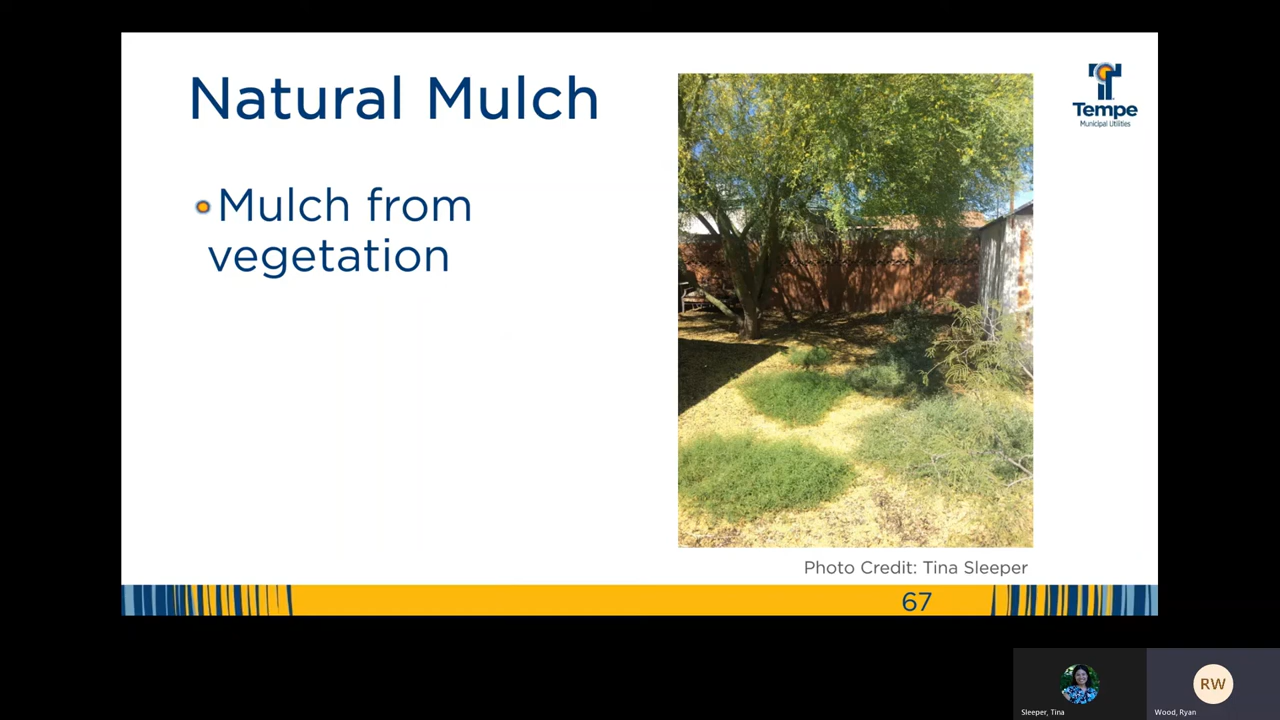 Natural Mulch
Mulch from
vegetation
Tempe
Municipal Utilities
Photo Credit: Tina Sleeper
67
RW
Sleeper, Tina
Wood, Ryan